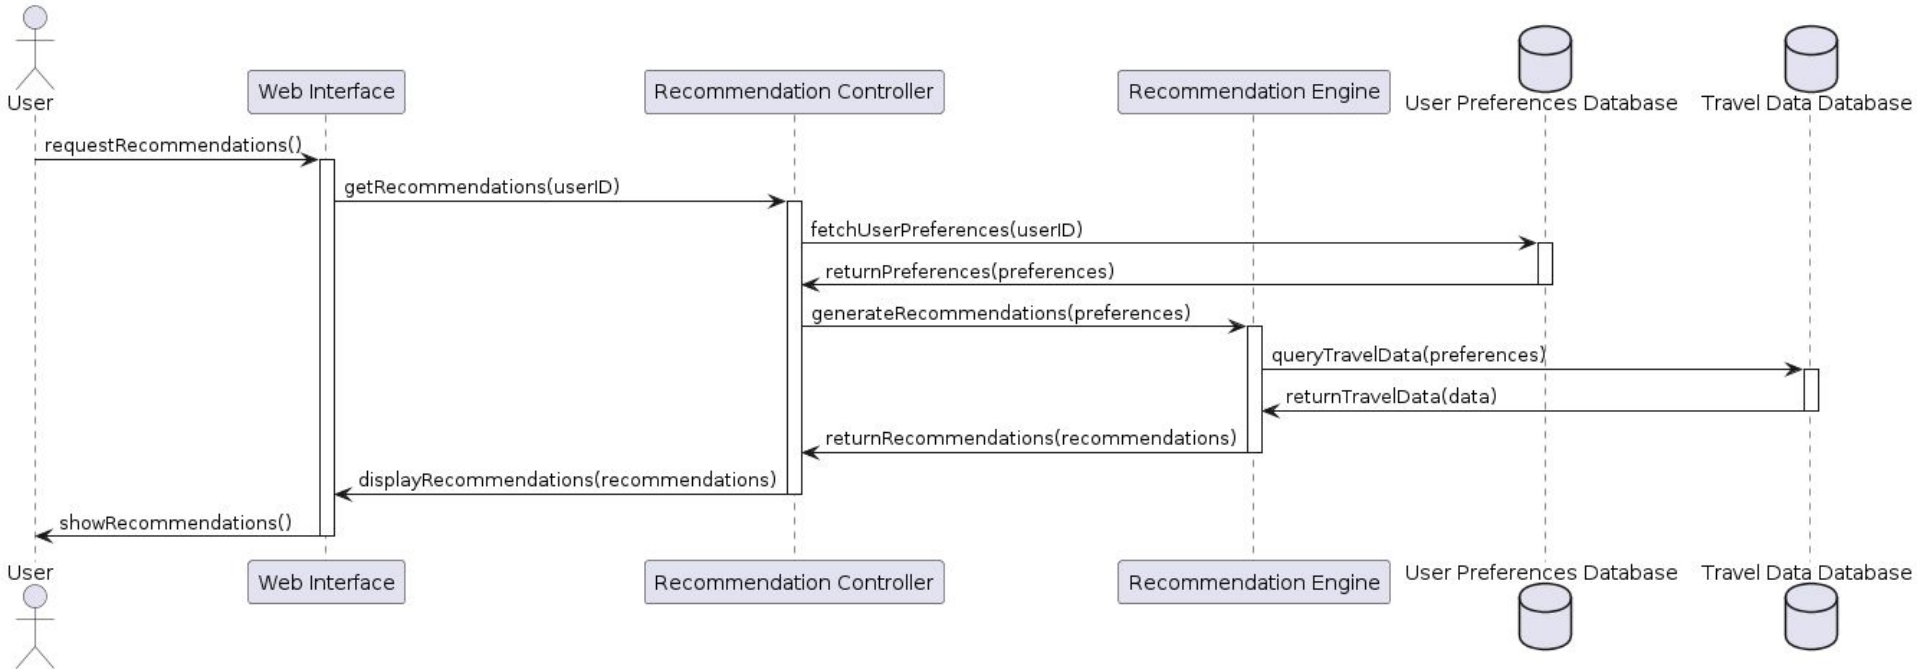 User
Web Interface
Recommendation Controller
Recommendation Engine
User Preferences Database
Travel Data Database
requestRecommendations()
getRecommendations(userID)
fetchUserPreferences(userID)
returnPreferences(preferences)
generateRecommendations(preferences)
queryTravelData(preferences)
returnTravelData(data)
returnRecommendations(recommendations)
displayRecommendations(recommendations)
showRecommendations()
User
Web Interface
Recommendation Controller
Recommendation Engine
User Preferences Database
Travel Data Database